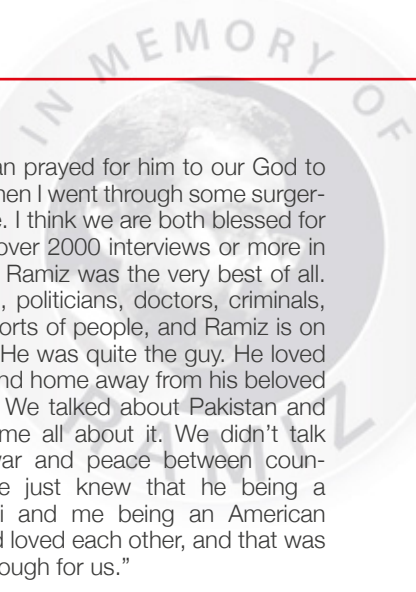 IN MEMORY OF
RAMIZ
an prayed for him to our God to
hen I went through some surger-
e. I think we are both blessed for
over 2000 interviews or more in
Ramiz was the very best of all.
, politicians, doctors, criminals,
orts of people, and Ramiz is on
He was quite the guy. He loved
nd home away from his beloved
We talked about Pakistan and
me all about it. We didn’t talk
war and peace between coun-
e just knew that he being a
i and me being an American
d loved each other, and that was
ough for us.”